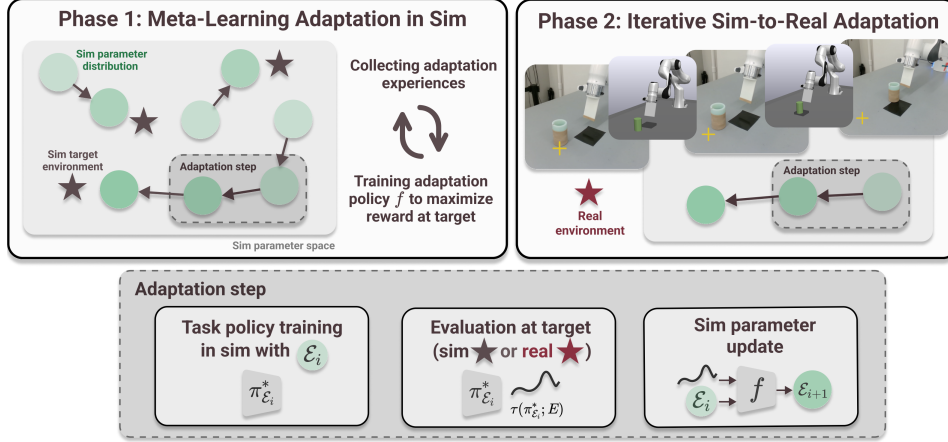 Phase 1: Meta-Learning Adaptation in Sim
Sim parameter
distribution
Sim target
environment
Adaptation step
Sim parameter space
Collecting adaptation
experiences
Training adaptation
policy f to maximize
reward at target
Phase 2: Iterative Sim-to-Real Adaptation
Real
environment
Adaptation step
Adaptation step
Task policy training
in sim with ℰᵢ
π*_{ℰᵢ}
Evaluation at target
(sim ★ or real ★)
π*_{ℰᵢ}
τ(π*_{ℰᵢ}; E)
Sim parameter
update
ℰᵢ f ℰᵢ₊₁